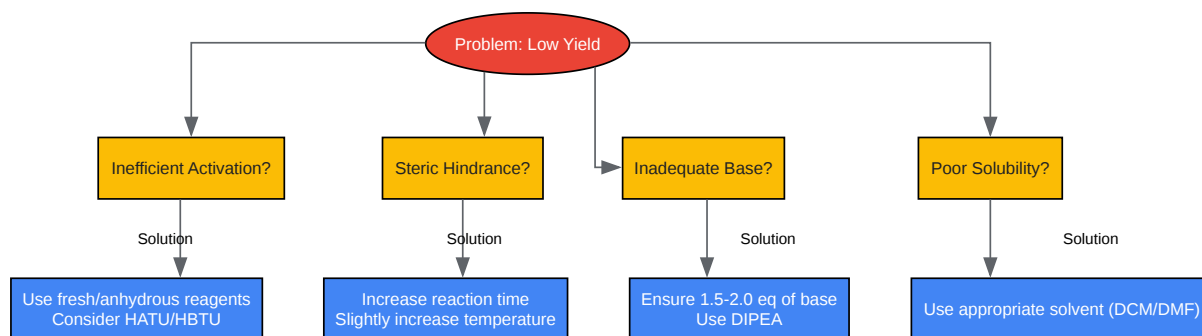 Problem: Low Yield
Inefficient Activation?
Steric Hindrance?
Inadequate Base?
Poor Solubility?
Solution
Solution
Solution
Solution
Use fresh/anhydrous reagents
Consider HATU/HBTU
Increase reaction time
Slightly increase temperature
Ensure 1.5-2.0 eq of base
Use DIPEA
Use appropriate solvent (DCM/DMF)